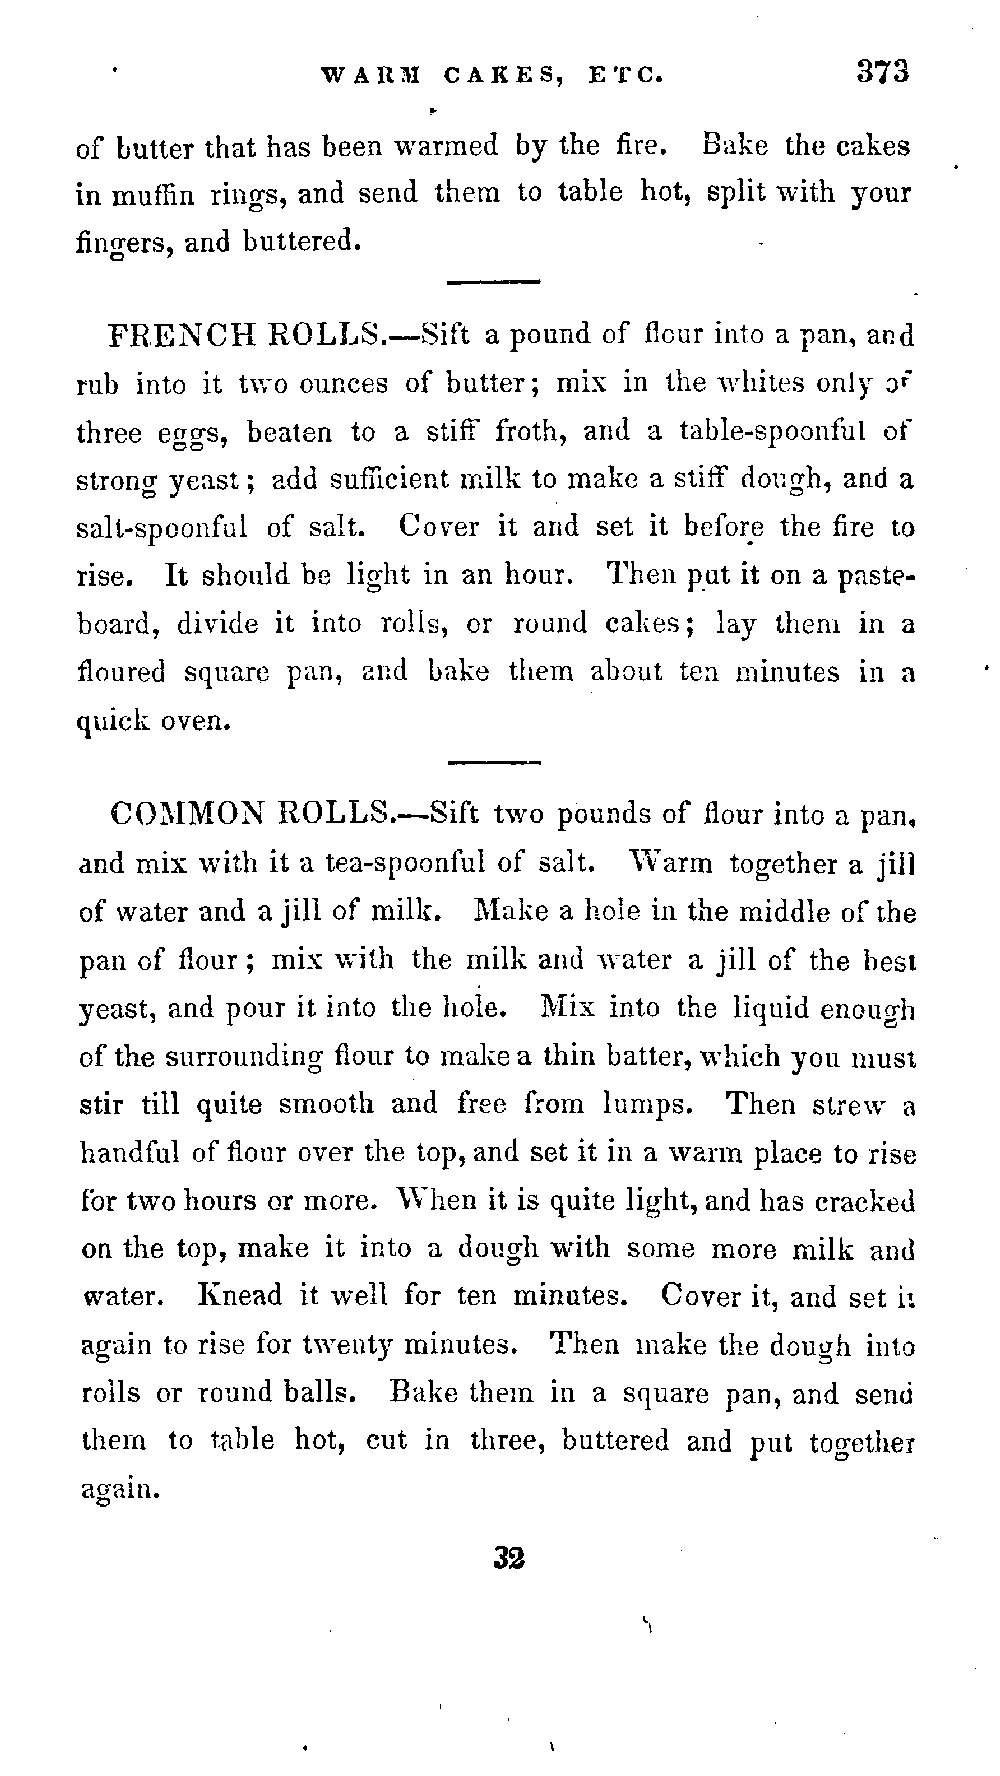 WARM CAKES, ETC. 373
of butter that has been warmed by the fire. Bake the cakes
in muffin rings, and send them to table hot, split with your
fingers, and buttered.
FRENCH ROLLS.—Sift a pound of flour into a pan, and
rub into it two ounces of butter; mix in the whites only of
three eggs, beaten to a stiff froth, and a table-spoonful of
strong yeast; add sufficient milk to make a stiff dough, and a
salt-spoonful of salt. Cover it and set it before the fire to
rise. It should be light in an hour. Then put it on a paste-
board, divide it into rolls, or round cakes; lay them in a
floured square pan, and bake them about ten minutes in a
quick oven.
COMMON ROLLS.—Sift two pounds of flour into a pan,
and mix with it a tea-spoonful of salt. Warm together a jill
of water and a jill of milk. Make a hole in the middle of the
pan of flour; mix with the milk and water a jill of the best
yeast, and pour it into the hole. Mix into the liquid enough
of the surrounding flour to make a thin batter, which you must
stir till quite smooth and free from lumps. Then strew a
handful of flour over the top, and set it in a warm place to rise
for two hours or more. When it is quite light, and has cracked
on the top, make it into a dough with some more milk and
water. Knead it well for ten minutes. Cover it, and set it
again to rise for twenty minutes. Then make the dough into
rolls or round balls. Bake them in a square pan, and send
them to table hot, cut in three, buttered and put together
again.
32